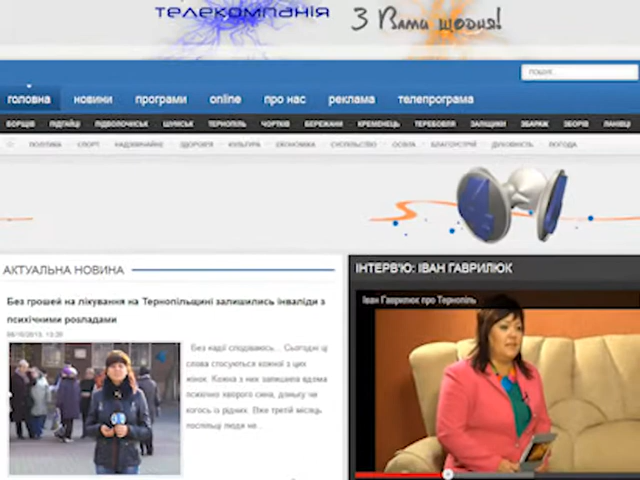 телекомпанія
З Вами щодня!
пошук...
головна новини програми online про нас реклама телепрограма
БОРЩІВ ПІДГАЙЦІ ПІДВОЛОЧИСЬК ШУМСЬК ТЕРНОПІЛЬ ЧОРТКІВ БЕРЕЖАНИ КРЕМЕНЕЦЬ ТЕРЕБОВЛЯ ЗАЛІЩИКИ ЗБАРАЖ ЗБОРІВ ЛАНІВЦІ
ПОЛІТИКА СПОРТ НАДЗВИЧАЙНЕ ЗДОРОВ'Я КУЛЬТУРА ЕКОНОМІКА СУСПІЛЬСТВО ОСВІТА БЛАГОУСТРІЙ ДУХОВНІСТЬ ПОГОДА
АКТУАЛЬНА НОВИНА
Без грошей на лікування на Тернопільщині залишились інваліди з
психічними розладами
Без надії сподіваюсь... Сьогодні ці
слова стосуються кожної з цих
жінок. Кожна з них залишила вдома
психічно хворого сина, доньку чи
когось із рідних. Вже третій місяць
поспіль люди не...
ІНТЕРВ'Ю: ІВАН ГАВРИЛЮК
Іван Гаврилюк про Тернопіль